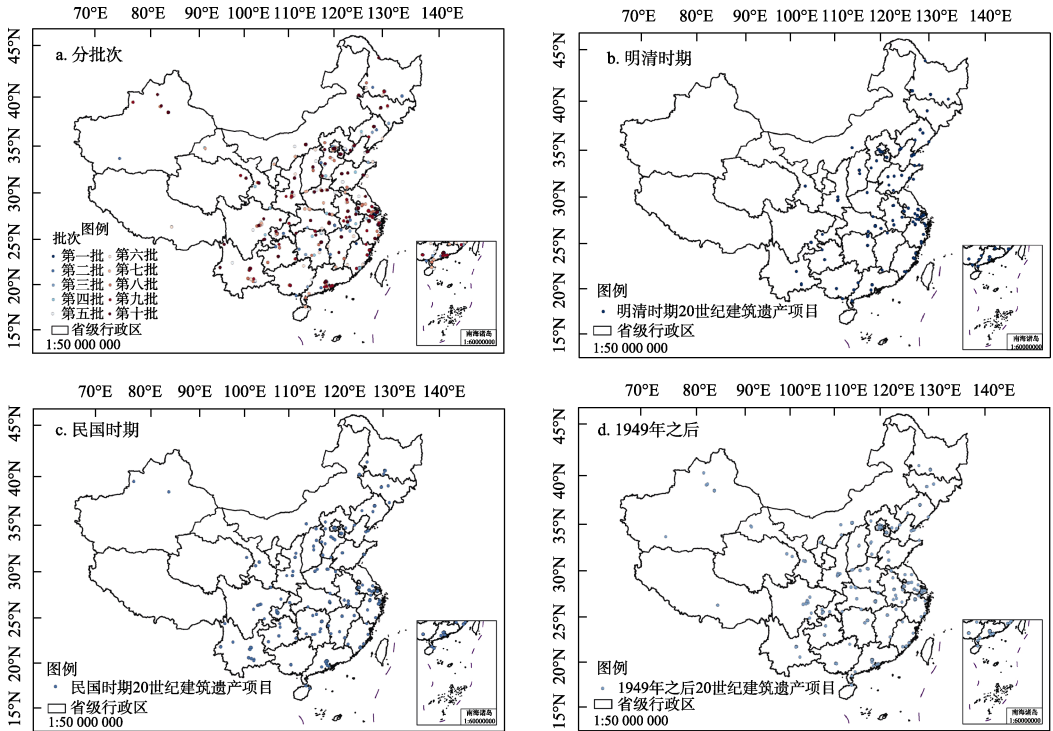 70°E 80°E 90°E 100°E 110°E 120°E 130°E 140°E
45°N
40°N
35°N
30°N
25°N
20°N
15°N
a. 分批次
图例
批次
第一批 第六批
第二批 第七批
第三批 第八批
第四批 第九批
第五批 第十批
省级行政区
1:50 000 000
南海诸岛
1:60000000
70°E 80°E 90°E 100°E 110°E 120°E 130°E 140°E
45°N
40°N
35°N
30°N
25°N
20°N
15°N
b. 明清时期
图例
明清时期20世纪建筑遗产项目
省级行政区
1:50 000 000
南海诸岛
1:60000000
70°E 80°E 90°E 100°E 110°E 120°E 130°E 140°E
45°N
40°N
35°N
30°N
25°N
20°N
15°N
c. 民国时期
图例
民国时期20世纪建筑遗产项目
省级行政区
1:50 000 000
南海诸岛
1:60000000
70°E 80°E 90°E 100°E 110°E 120°E 130°E 140°E
45°N
40°N
35°N
30°N
25°N
20°N
15°N
d. 1949年之后
图例
1949年之后20世纪建筑遗产项目
省级行政区
1:50 000 000
南海诸岛
1:60000000